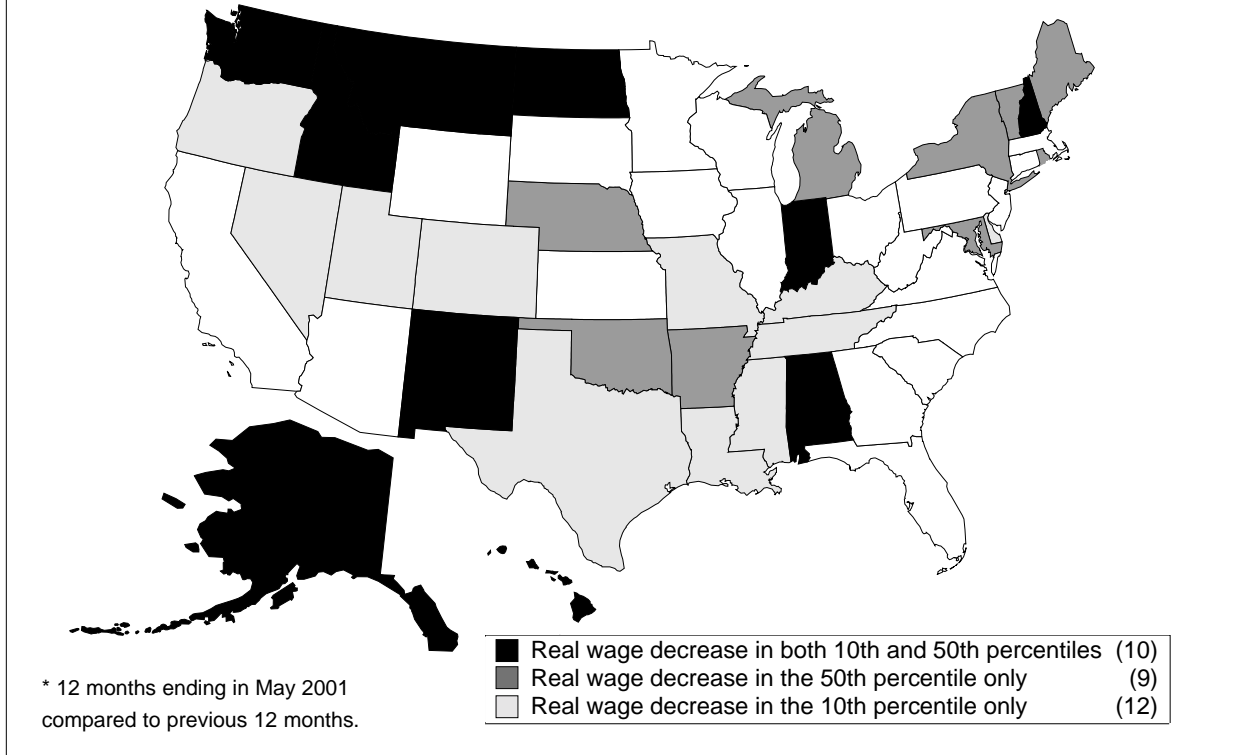 Real wage decrease in both 10th and 50th percentiles (10)
Real wage decrease in the 50th percentile only (9)
Real wage decrease in the 10th percentile only (12)
* 12 months ending in May 2001
compared to previous 12 months.